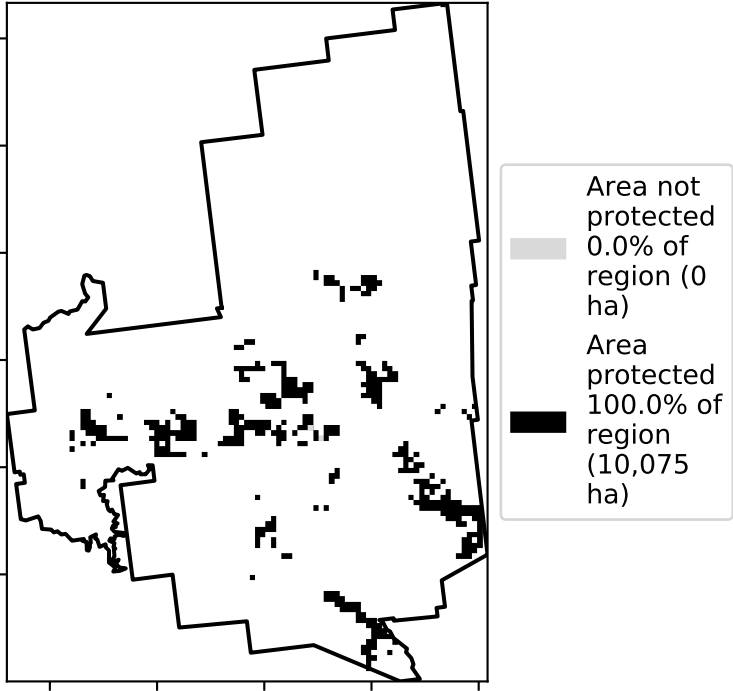 Area not
protected
0.0% of
region (0
ha)
Area
protected
100.0% of
region
(10,075
ha)